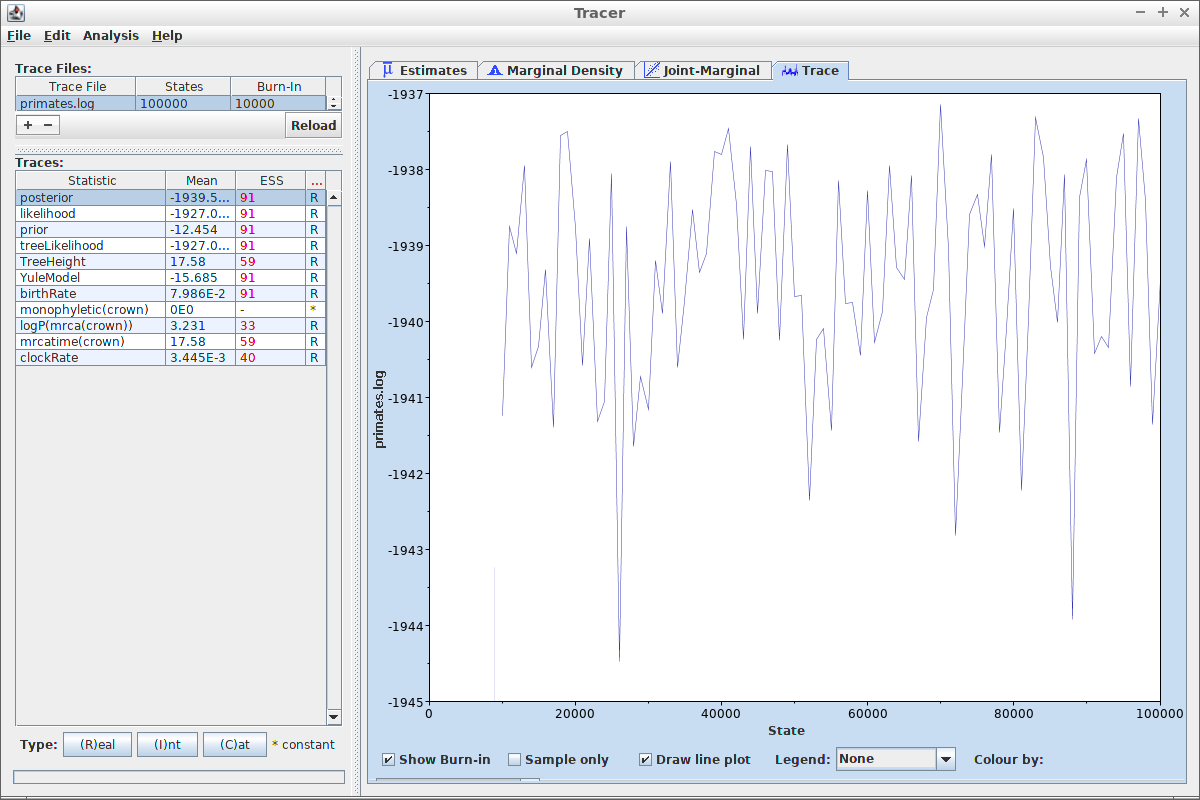 Tracer
File Edit Analysis Help
Trace Files:
Trace File States Burn-In
primates.log 100000 10000
+ −
Reload
Traces:
Statistic Mean ESS ...
posterior -1939.5... 91 R
likelihood -1927.0... 91 R
prior -12.454 91 R
treeLikelihood -1927.0... 91 R
TreeHeight 17.58 59 R
YuleModel -15.685 91 R
birthRate 7.986E-2 91 R
monophyletic(crown) 0E0 - *
logP(mrca(crown)) 3.231 33 R
mrcatime(crown) 17.58 59 R
clockRate 3.445E-3 40 R
Type: (R)eal (I)nt (C)at * constant
Estimates Marginal Density Joint-Marginal Trace
-1937
-1938
-1939
-1940
-1941
-1942
-1943
-1944
-1945
primates.log
0 20000 40000 60000 80000 100000
State
Show Burn-in Sample only Draw line plot Legend: None Colour by: